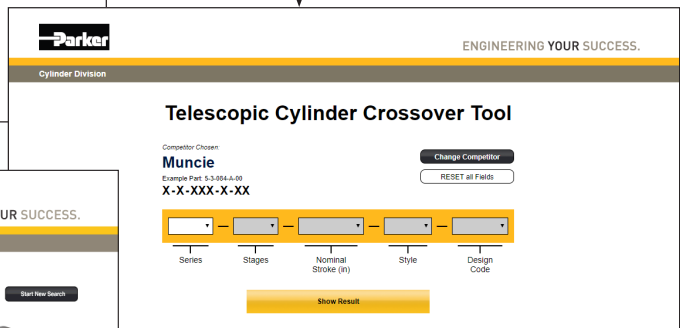 Parker
ENGINEERING YOUR SUCCESS.
Cylinder Division
Telescopic Cylinder Crossover Tool
Competitor Chosen:
Muncie
Example Part: 5-3-084-A-00
X-X-XXX-X-XX
Change Competitor
RESET all Fields
Series
Stages
Nominal
Stroke (in)
Style
Design
Code
Show Result
UR SUCCESS.
Start New Search